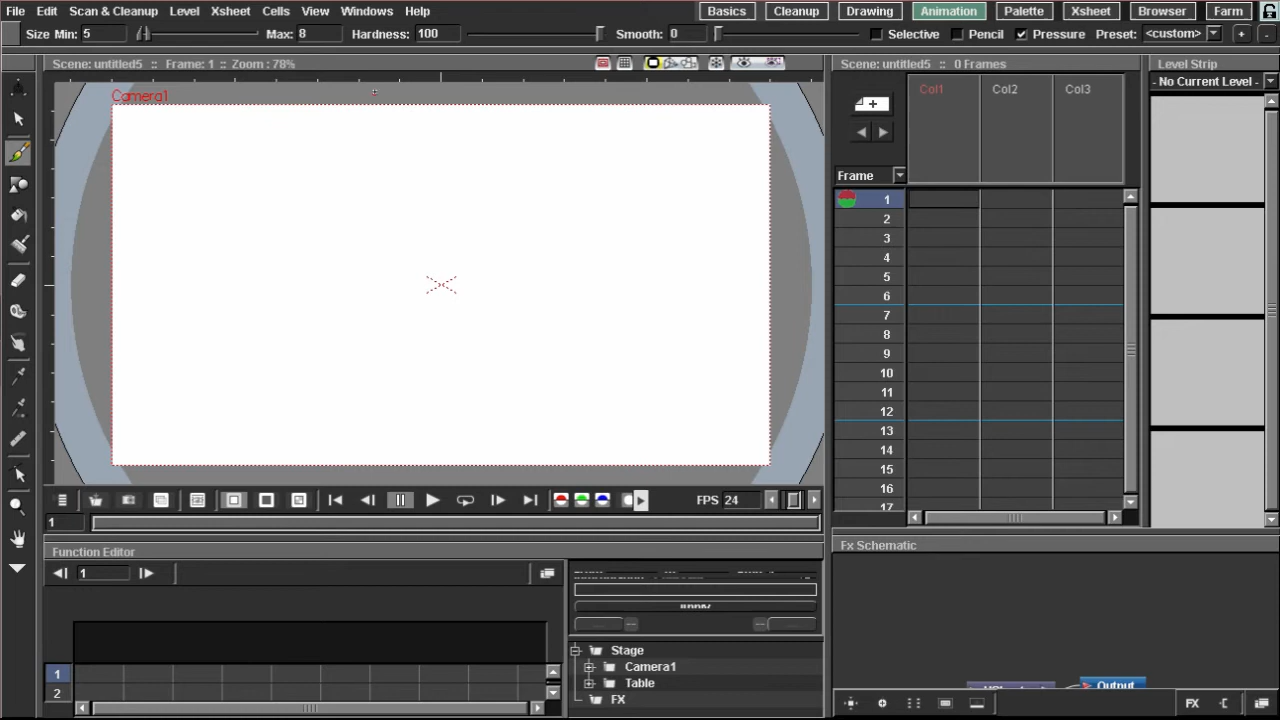 File Edit Scan & Cleanup Level Xsheet Cells View Xsheet Windows Help Basics Cleanup Drawing Animation Palette Xsheet Browser Farm
Size Min: 5 Max: 8 Hardness: 100 Smooth: 0 Selective Pencil Pressure Preset: <custom> + -
Scene: untitled5 :: Frame: 1 :: Zoom : 78%
Camera1
Scene: untitled5 :: 0 Frames
Col1 Col2 Col3
+
Frame
1
2
3
4
5
6
7
8
9
10
11
12
13
14
15
16
17
Level Strip
- No Current Level -
FPS 24
1
Function Editor
1
1
2
Apply
Stage
Camera1
Table
FX
Fx Schematic
Output
FX